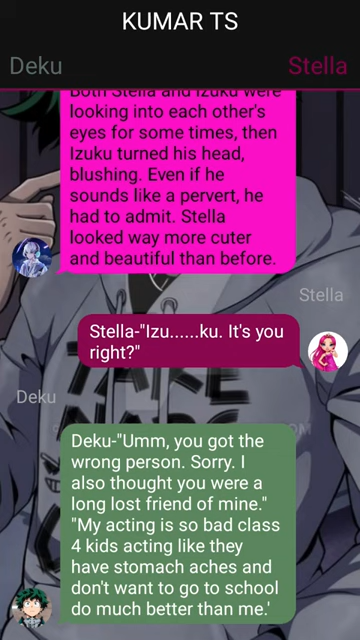 KUMAR TS
Deku Stella
Both Stella and Izuku were
looking into each other's
eyes for some times, then
Izuku turned his head,
blushing. Even if he
sounds like a pervert, he
had to admit. Stella
looked way more cuter
and beautiful than before.
Stella
Stella-"Izu......ku. It's you
right?"
Deku
Deku-"Umm, you got the
wrong person. Sorry. I
also thought you were a
long lost friend of mine."
"My acting is so bad class
4 kids acting like they
have stomach aches and
don't want to go to school
do much better than me.'